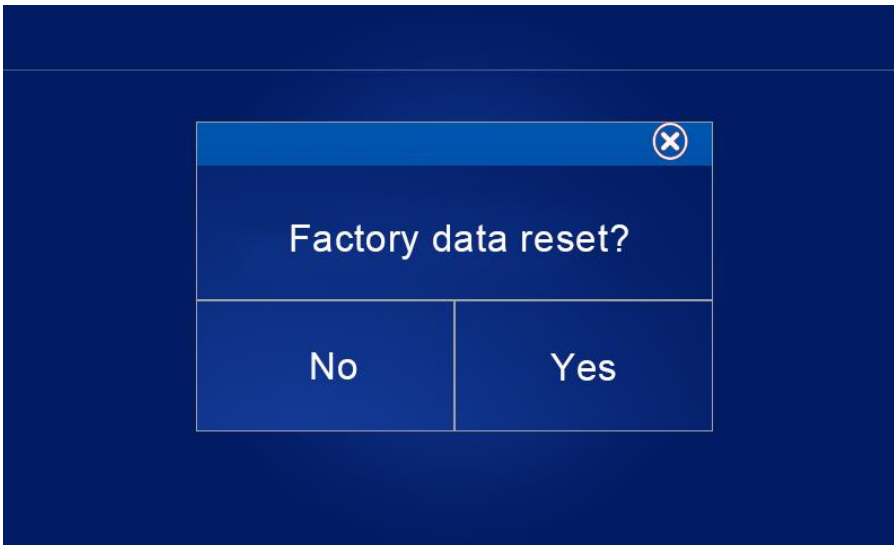 Factory data reset?
No
Yes